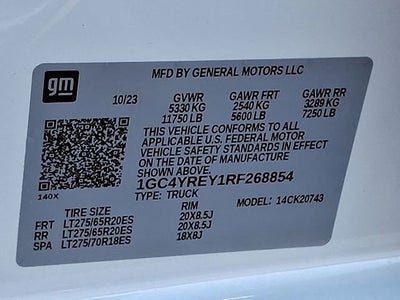 gm
MFD BY GENERAL MOTORS LLC
10/23 GVWR GAWR FRT GAWR RR
5330 KG 2540 KG 3289 KG
11750 LB 5600 LB 7250 LB
THIS VEHICLE CONFORMS TO ALL
APPLICABLE U.S. FEDERAL MOTOR
VEHICLE SAFETY STANDARDS IN EFFECT
ON THE DATE OF MANUFACTURE
SHOWN ABOVE.
1GC4YREY1RF268854
140X TYPE: TRUCK MODEL: 14CK20743
TIRE SIZE RIM
FRT LT275/65R20ES 20X8.5J
RR LT275/65R20ES 20X8.5J
SPA LT275/70R18ES 18X8J